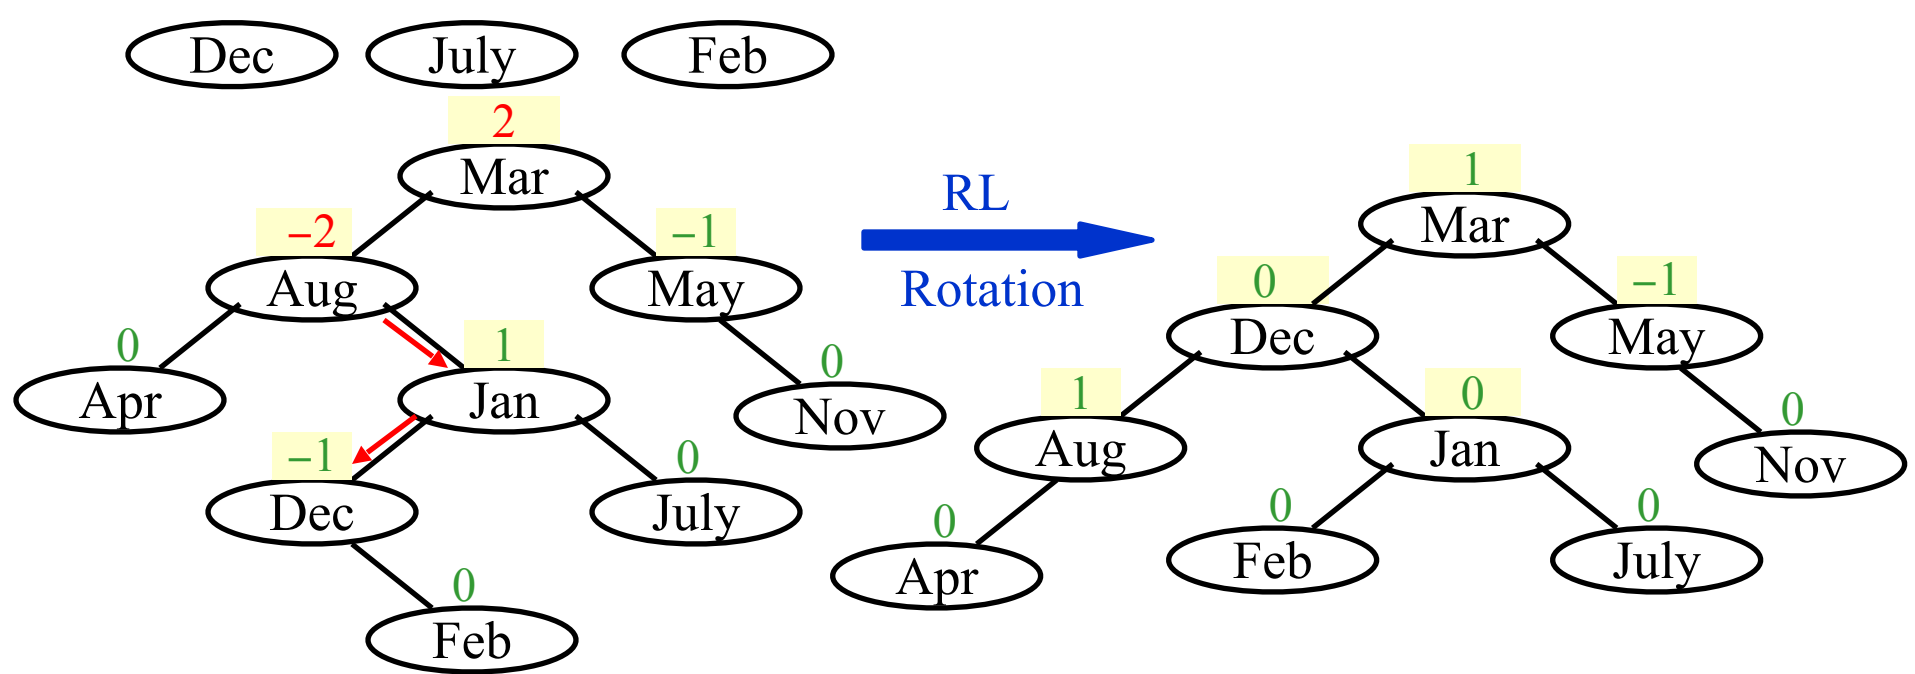 Dec July Feb
2
Mar
1
Mar
RL
Rotation
−2
Aug
−1
May
0
Dec
−1
May
0
Apr
1
Jan
0
Nov
1
Aug
0
Jan
0
Nov
−1
Dec
0
July
0
Apr
0
Feb
0
July
0
Feb